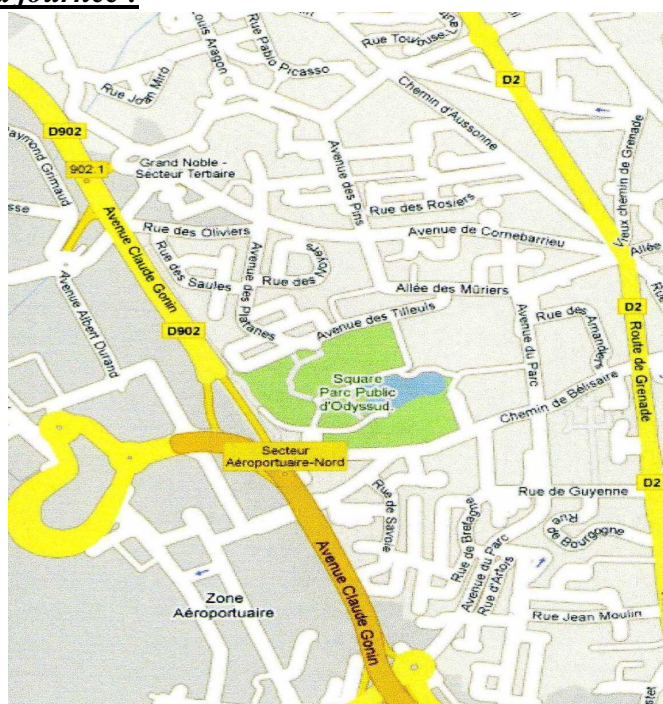 journée :
Rue Pablo Picasso
Louis Aragon
Rue Toulouse-L
Rue Joan Miró
D2
Chemin d'Aussonne
D902
Raymond Grimaud
902.1
Grand Noble -
Secteur Tertiaire
Avenue des Pins
Vieux chemin de Grenade
Rue des Rosiers
Rue des Oliviers
Avenue de Cornebarrieu
Allée
Avenue Claude Gonin
Rue des Saules
Avenue des Platanes
Rue des
Noyers
Allée des Mûriers
Avenue Albert Durand
D902
Avenue des Tilleuls
Avenue du Parc
Rue des
Amandiers
D2
Route de Grenade
Square
Parc Public
d'Odyssud.
Chemin de Bélisaire
Secteur
Aéroportuaire-Nord
D2
Rue de Savoie
Rue de Bretagne
Rue de Guyenne
Rue
de Bourgogne
Avenue Claude Gonin
Avenue du Parc
Rue d'Artois
Zone
Aéroportuaire
Rue Jean Moulin